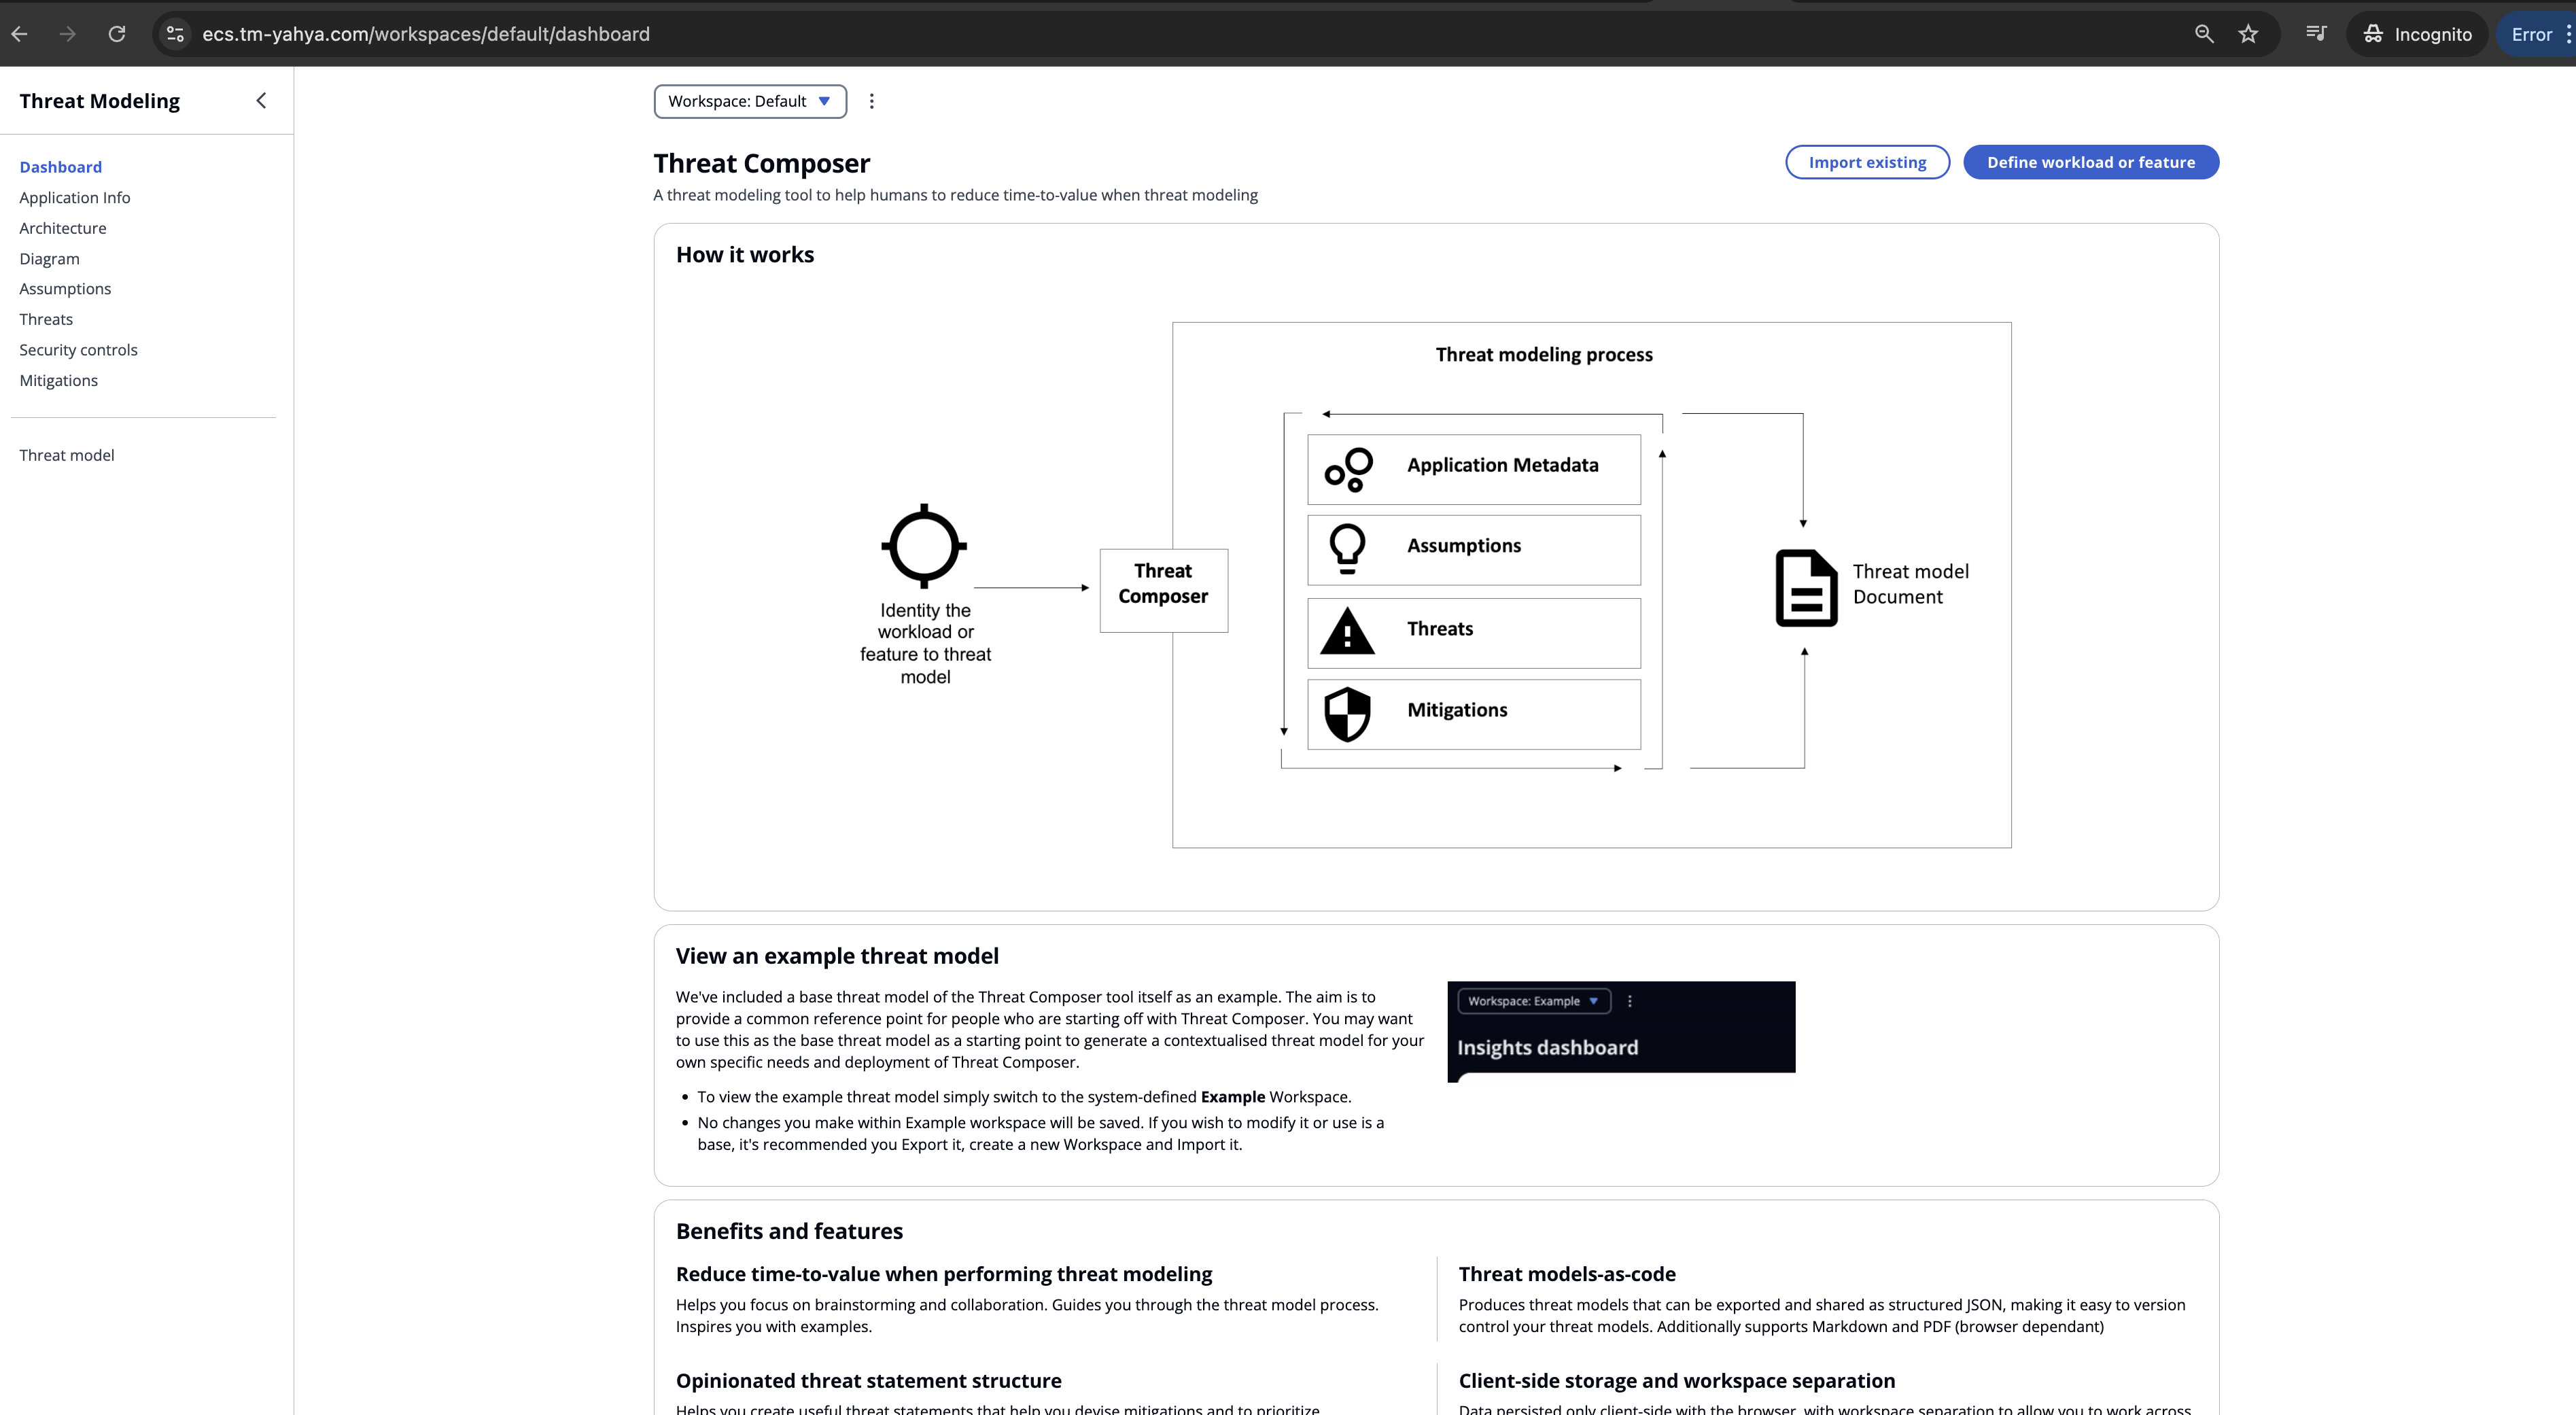 ecs.tm-yahya.com/workspaces/default/dashboard
Incognito
Error
Threat Modeling
Dashboard
Application Info
Architecture
Diagram
Assumptions
Threats
Security controls
Mitigations
Threat model
Workspace: Default
Threat Composer
A threat modeling tool to help humans to reduce time-to-value when threat modeling
Import existing
Define workload or feature
How it works
Identity the
workload or
feature to threat
model
Threat
Composer
Threat modeling process
Application Metadata
Assumptions
Threats
Mitigations
Threat model
Document
View an example threat model
We've included a base threat model of the Threat Composer tool itself as an example. The aim is to
provide a common reference point for people who are starting off with Threat Composer. You may want
to use this as the base threat model as a starting point to generate a contextualised threat model for your
own specific needs and deployment of Threat Composer.
• To view the example threat model simply switch to the system-defined Example Workspace.
• No changes you make within Example workspace will be saved. If you wish to modify it or use is a
base, it's recommended you Export it, create a new Workspace and Import it.
Workspace: Example
Insights dashboard
Benefits and features
Reduce time-to-value when performing threat modeling
Helps you focus on brainstorming and collaboration. Guides you through the threat model process.
Inspires you with examples.
Threat models-as-code
Produces threat models that can be exported and shared as structured JSON, making it easy to version
control your threat models. Additionally supports Markdown and PDF (browser dependant)
Opinionated threat statement structure
Helps you create useful threat statements that help you devise mitigations and to prioritize
Client-side storage and workspace separation
Data persisted only client-side with the browser, with workspace separation to allow you to work across